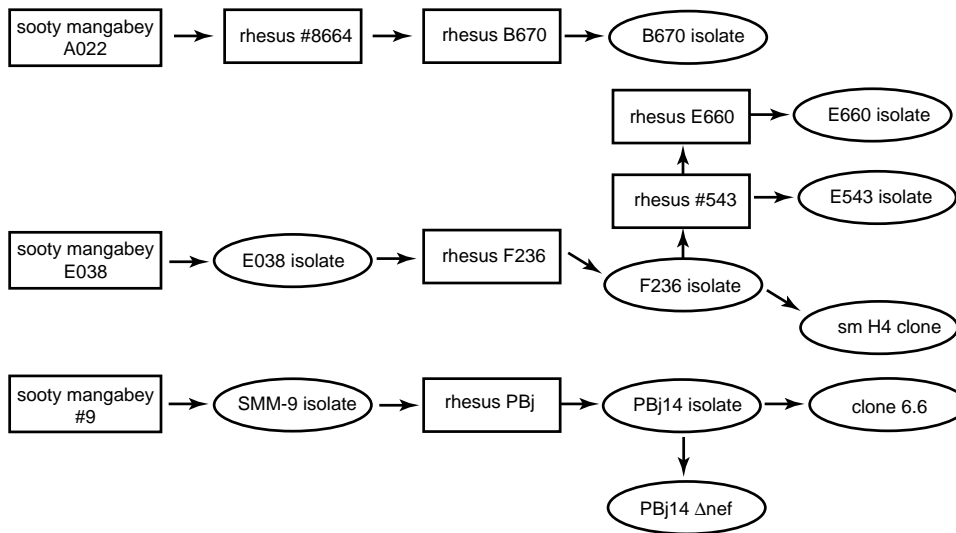 sooty mangabey
A022
rhesus #8664
rhesus B670
B670 isolate
rhesus E660
E660 isolate
rhesus #543
E543 isolate
sooty mangabey
E038
E038 isolate
rhesus F236
F236 isolate
sm H4 clone
sooty mangabey
#9
SMM-9 isolate
rhesus PBj
PBj14 isolate
clone 6.6
PBj14 Δnef